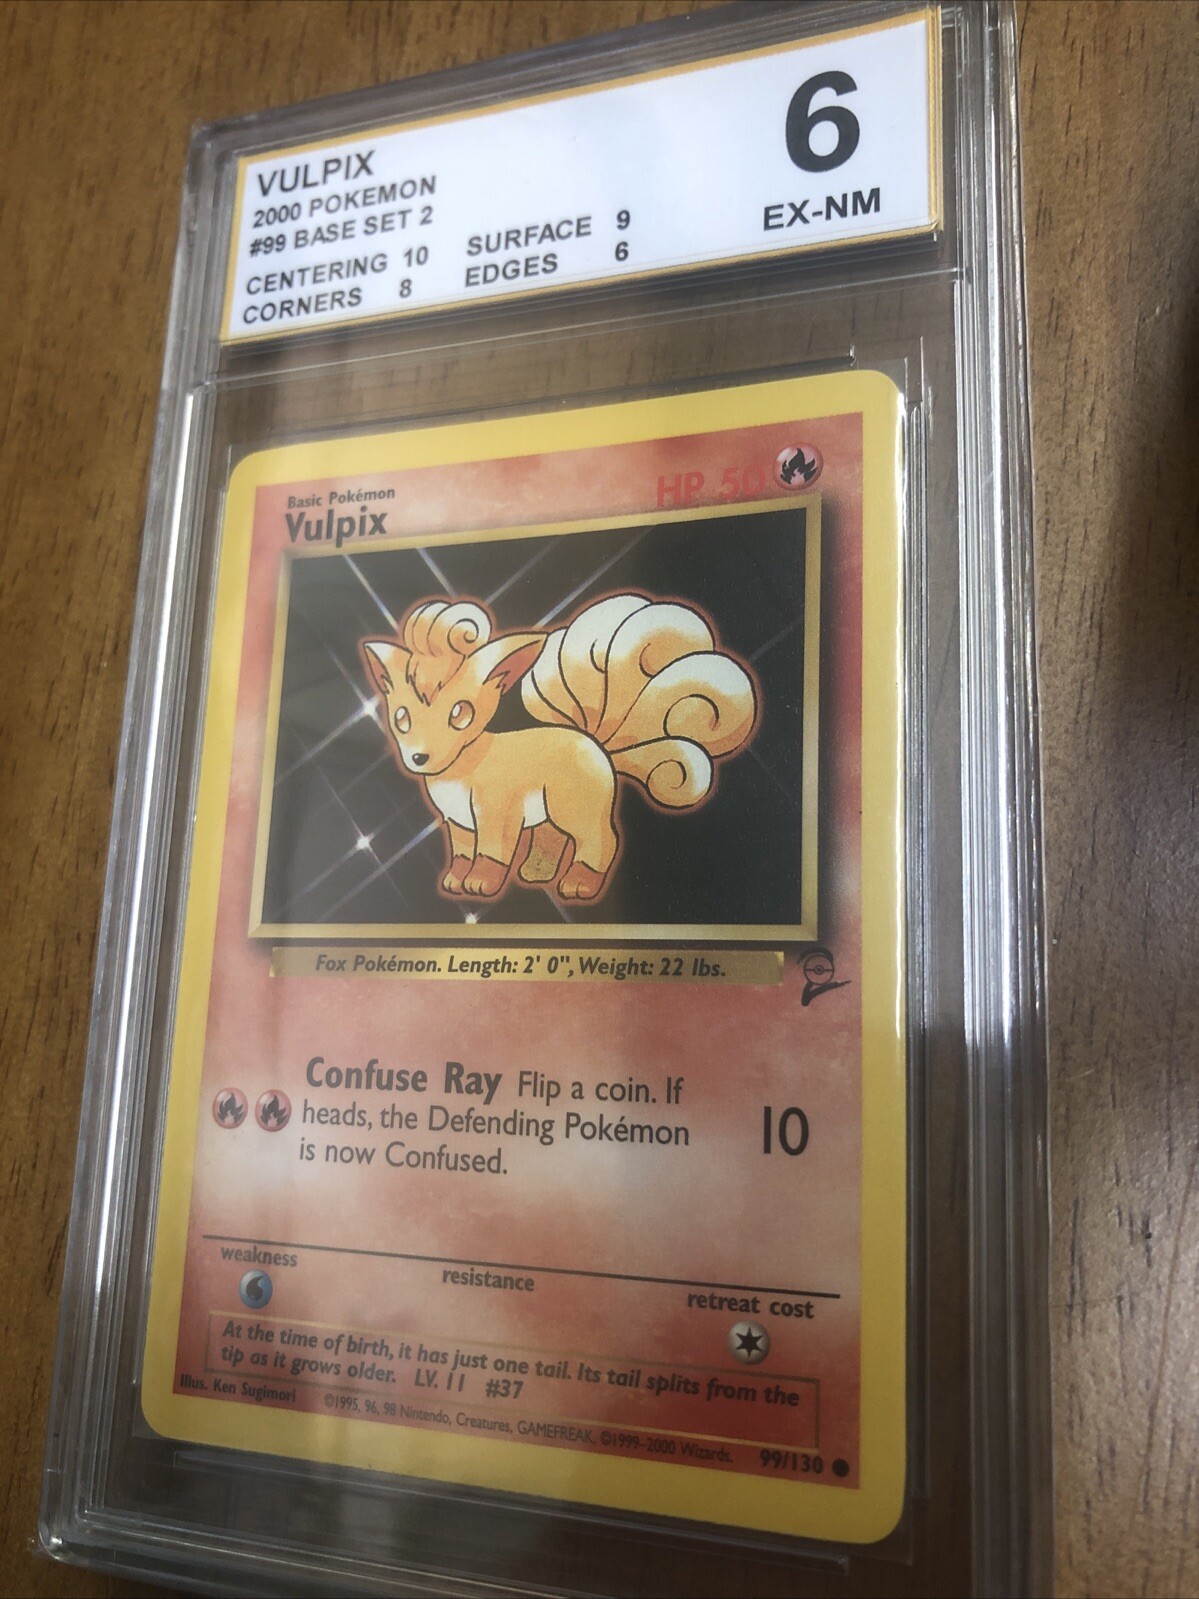 VULPIX
2000 POKEMON
#99 BASE SET 2
CENTERING 10
CORNERS 8
SURFACE 9
EDGES 6
6
EX-NM
Basic Pokémon
Vulpix
HP 50
Fox Pokémon. Length: 2' 0", Weight: 22 lbs.
Confuse Ray Flip a coin. If
heads, the Defending Pokémon
is now Confused.
10
weakness
resistance
retreat cost
At the time of birth, it has just one tail. Its tail splits from the
tip as it grows older. LV. 11 #37
Illus. Ken Sugimori
©1995, 96, 98 Nintendo, Creatures, GAMEFREAK. ©1999-2000 Wizards.
99/130